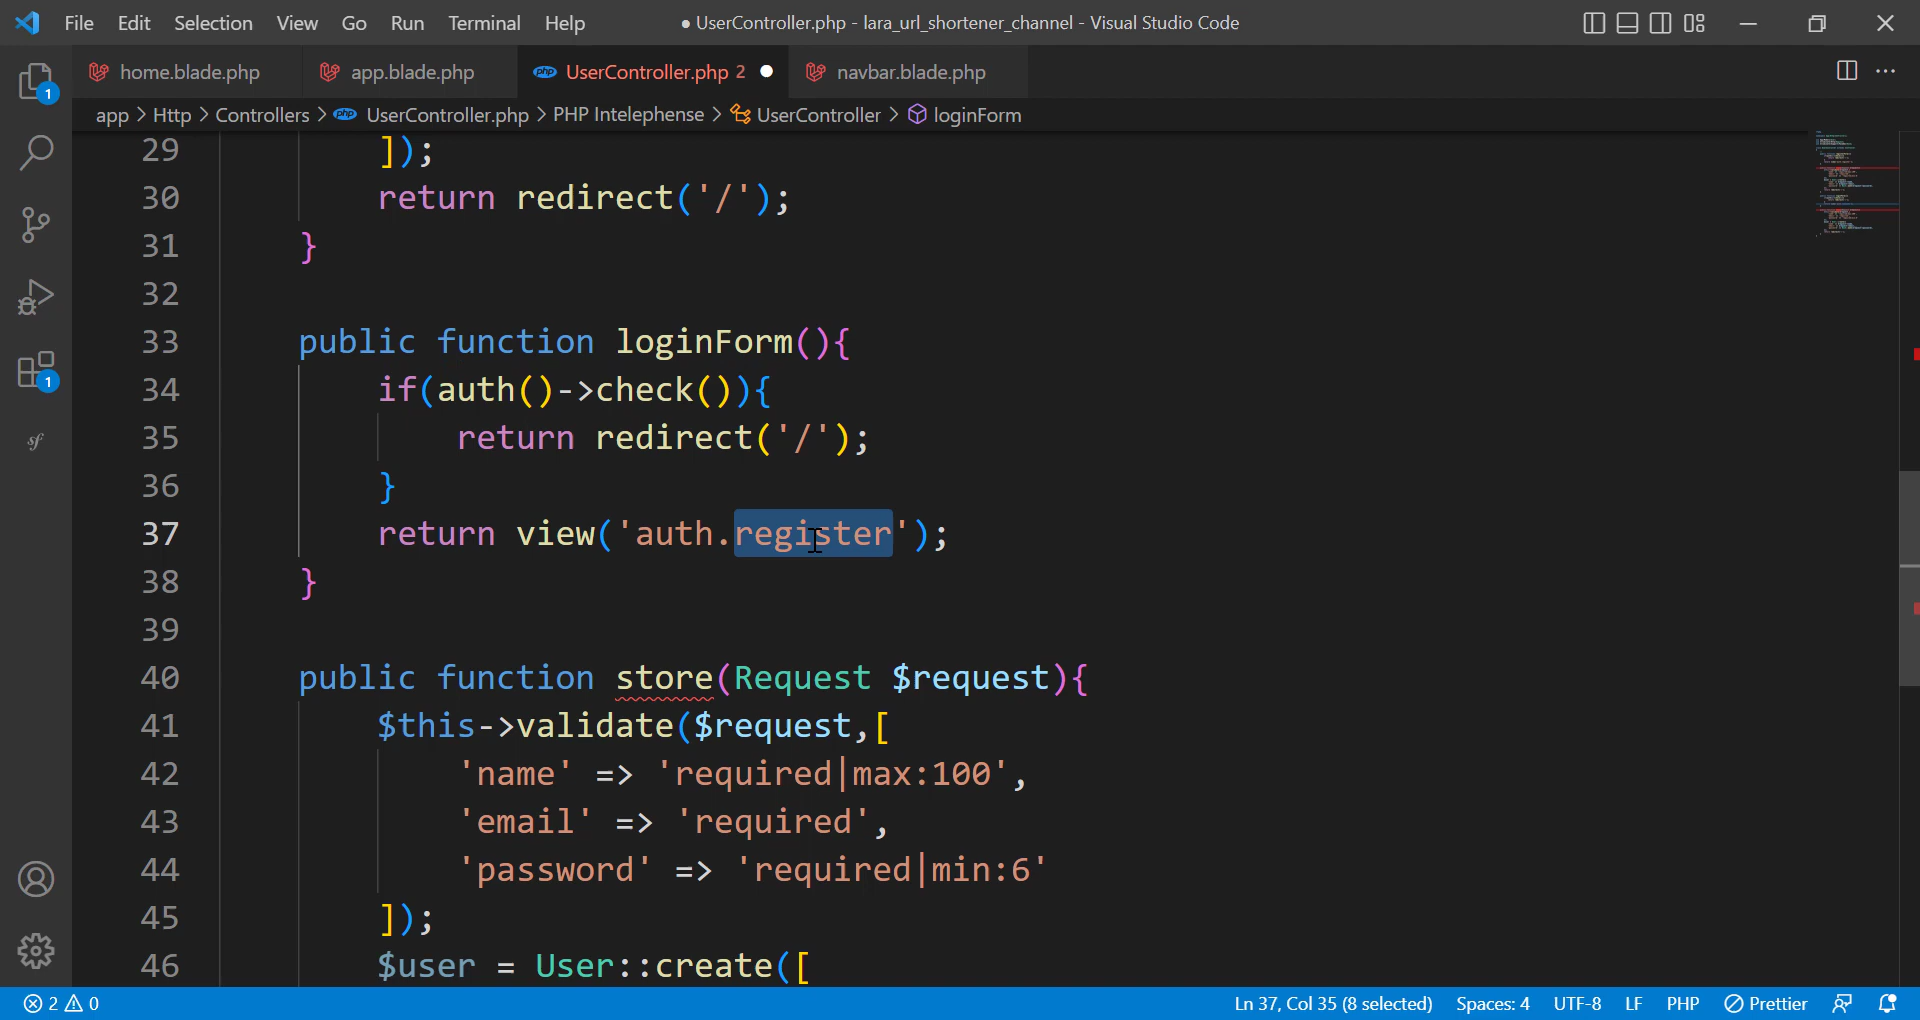 File Edit Selection View Go Run Terminal Help
● UserController.php - lara_url_shortener_channel - Visual Studio Code
home.blade.php
app.blade.php
php UserController.php 2
navbar.blade.php
app > Http > Controllers > php UserController.php > PHP Intelephense > UserController > loginForm
29 ]);
30 return redirect('/');
31 }
32
33 public function loginForm(){
34 if(auth()->check()){
35 return redirect('/');
36 }
37 return view('auth.register');
38 }
39
40 public function store(Request $request){
41 $this->validate($request,[
42 'name' => 'required|max:100',
43 'email' => 'required',
44 'password' => 'required|min:6'
45 ]);
46 $user = User::create([
1
1
sf
2 0
Ln 37, Col 35 (8 selected) Spaces: 4 UTF-8 LF PHP Prettier